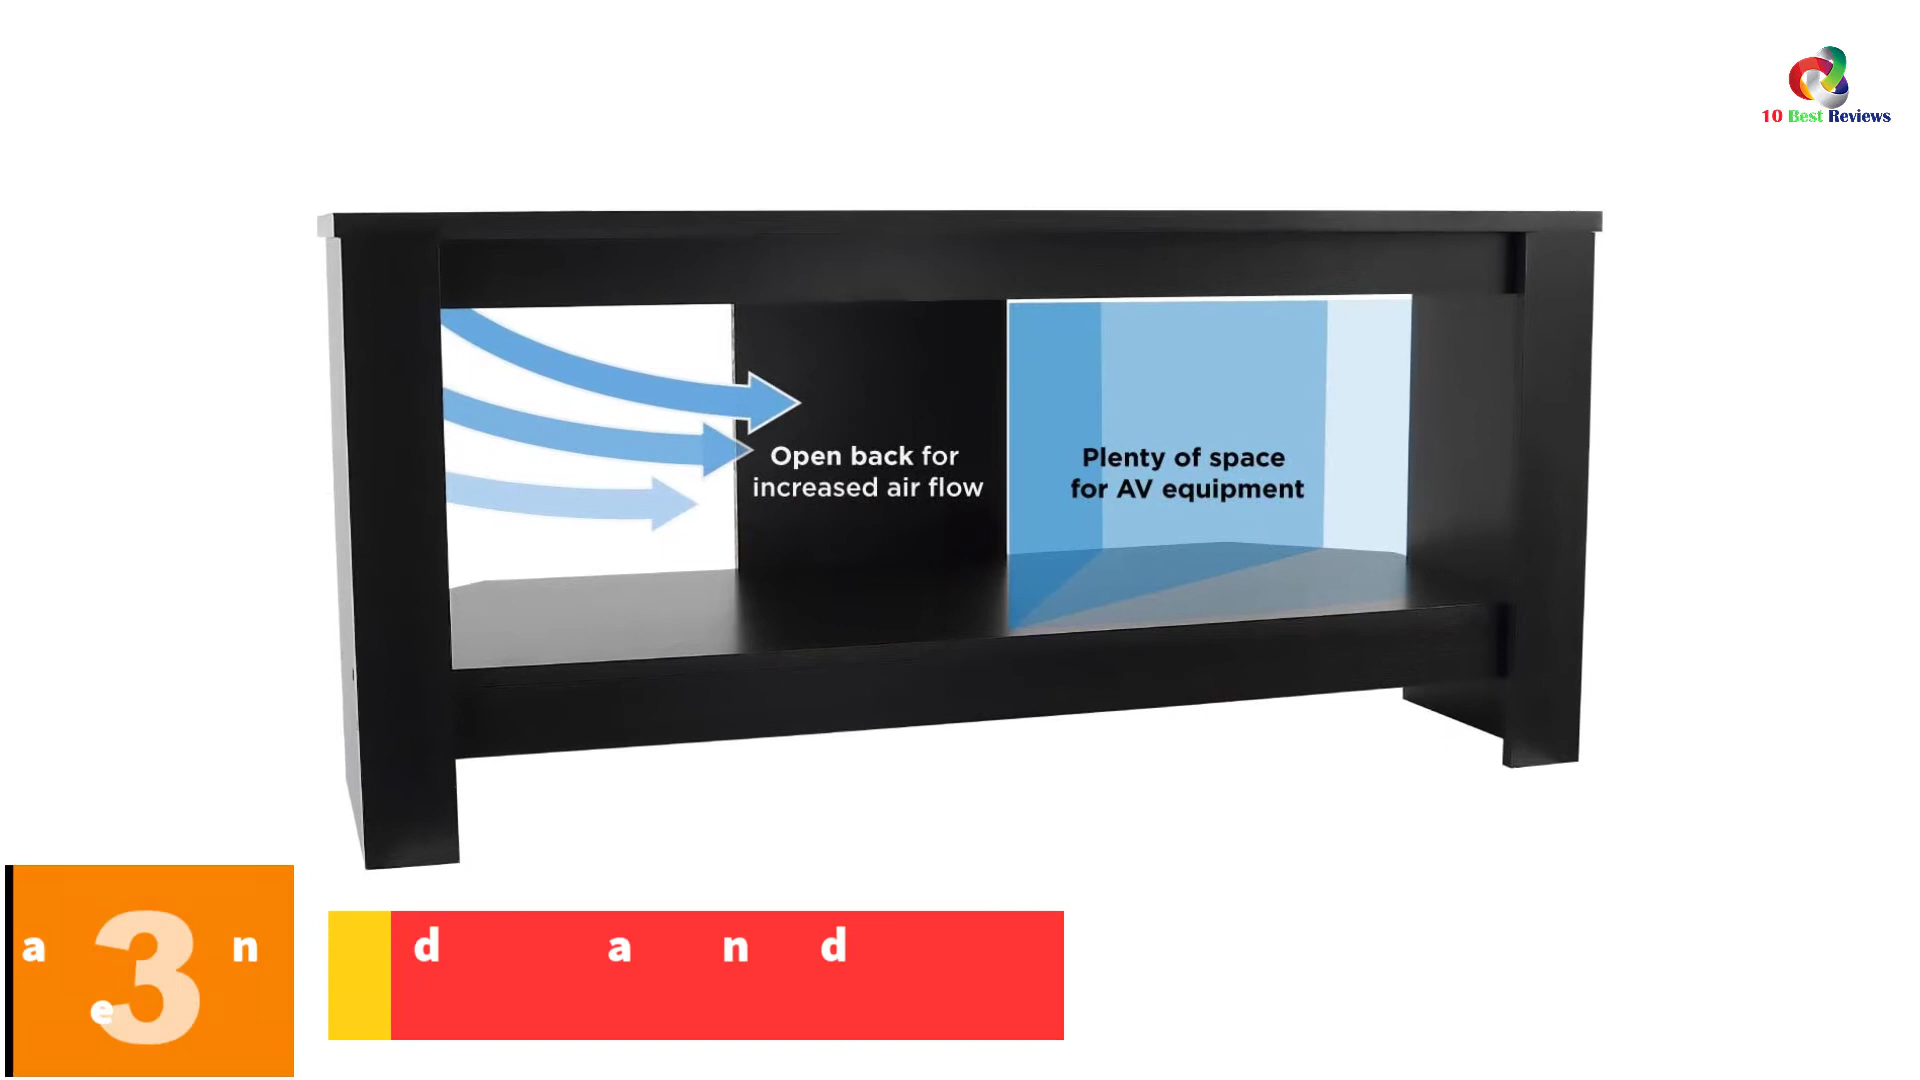 10 Best Reviews
Open back for
increased air flow
Plenty of space
for AV equipment
3
a n d a n d
e